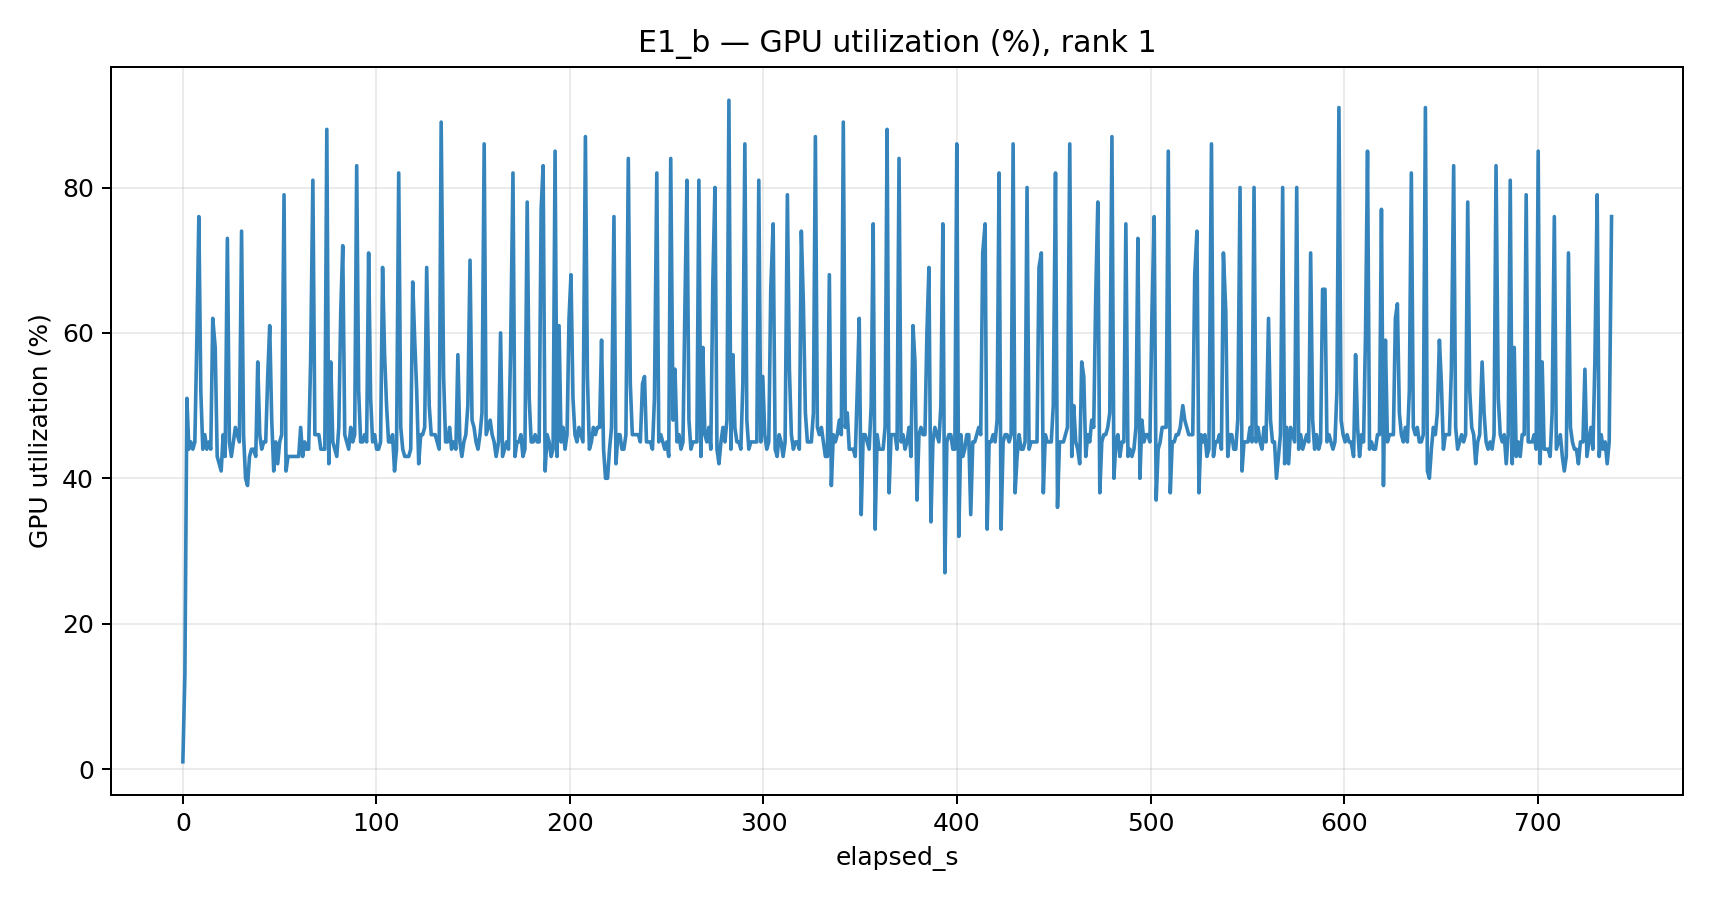 E1_b — GPU utilization (%), rank 1
GPU utilization (%)
80
60
40
20
0
0 100 200 300 400 500 600 700
elapsed_s